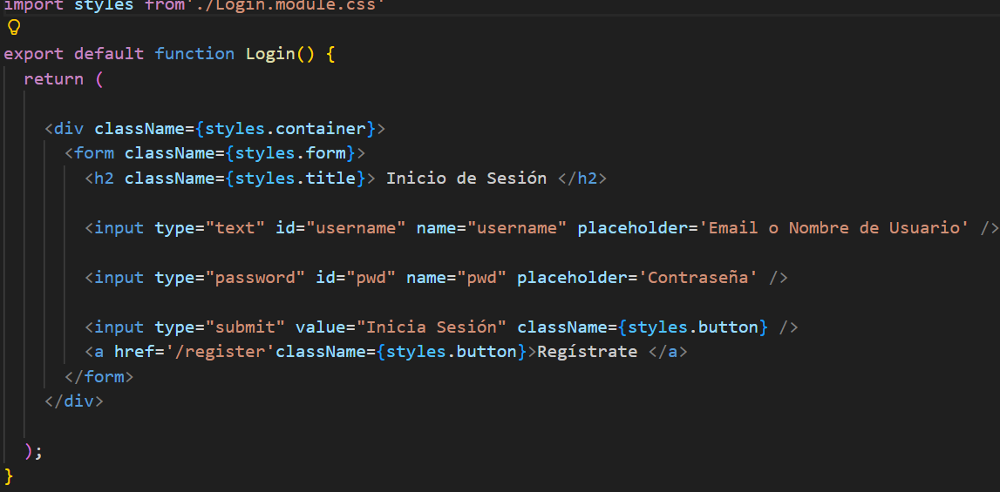 import styles from'./Login.module.css'
export default function Login() {
return (
<div className={styles.container}>
<form className={styles.form}>
<h2 className={styles.title}> Inicio de Sesión </h2>
<input type="text" id="username" name="username" placeholder='Email o Nombre de Usuario' />
<input type="password" id="pwd" name="pwd" placeholder='Contraseña' />
<input type="submit" value="Inicia Sesión" className={styles.button} />
<a href='/register'className={styles.button}>Regístrate </a>
</form>
</div>
);
}